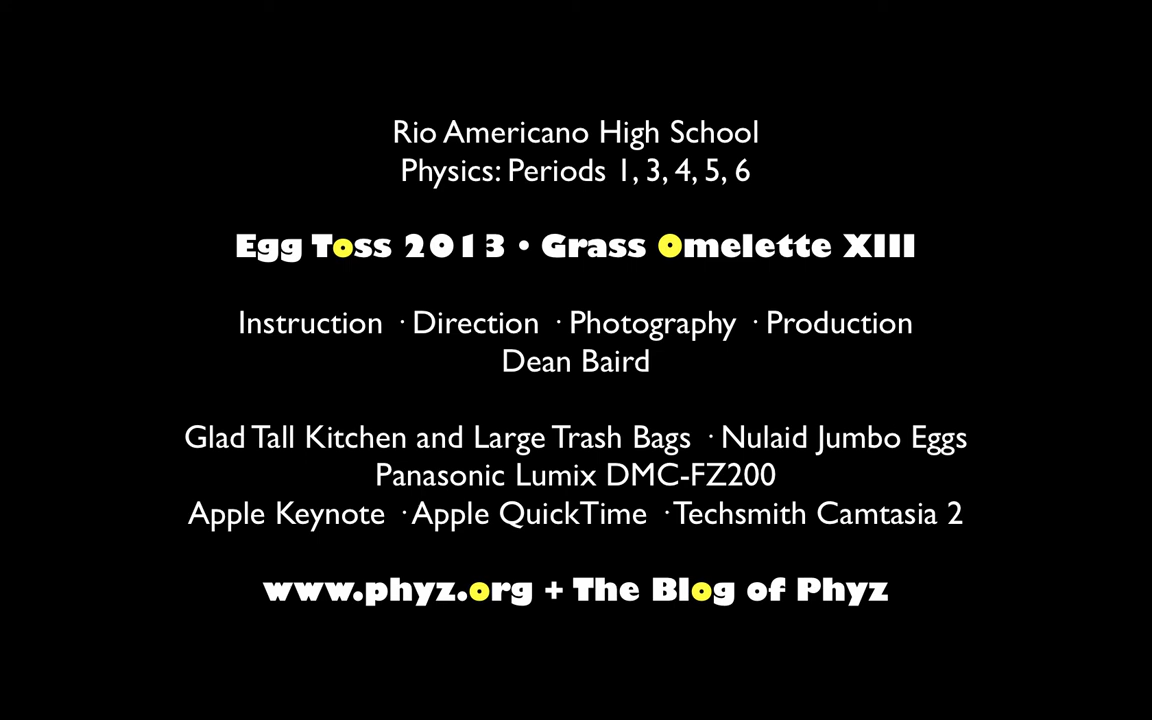 Rio Americano High School
Physics: Periods 1, 3, 4, 5, 6
Egg Toss 2013 • Grass Omelette XIII
Instruction · Direction · Photography · Production
Dean Baird
Glad Tall Kitchen and Large Trash Bags · Nulaid Jumbo Eggs
Panasonic Lumix DMC-FZ200
Apple Keynote · Apple QuickTime · Techsmith Camtasia 2
www.phyz.org + The Blog of Phyz